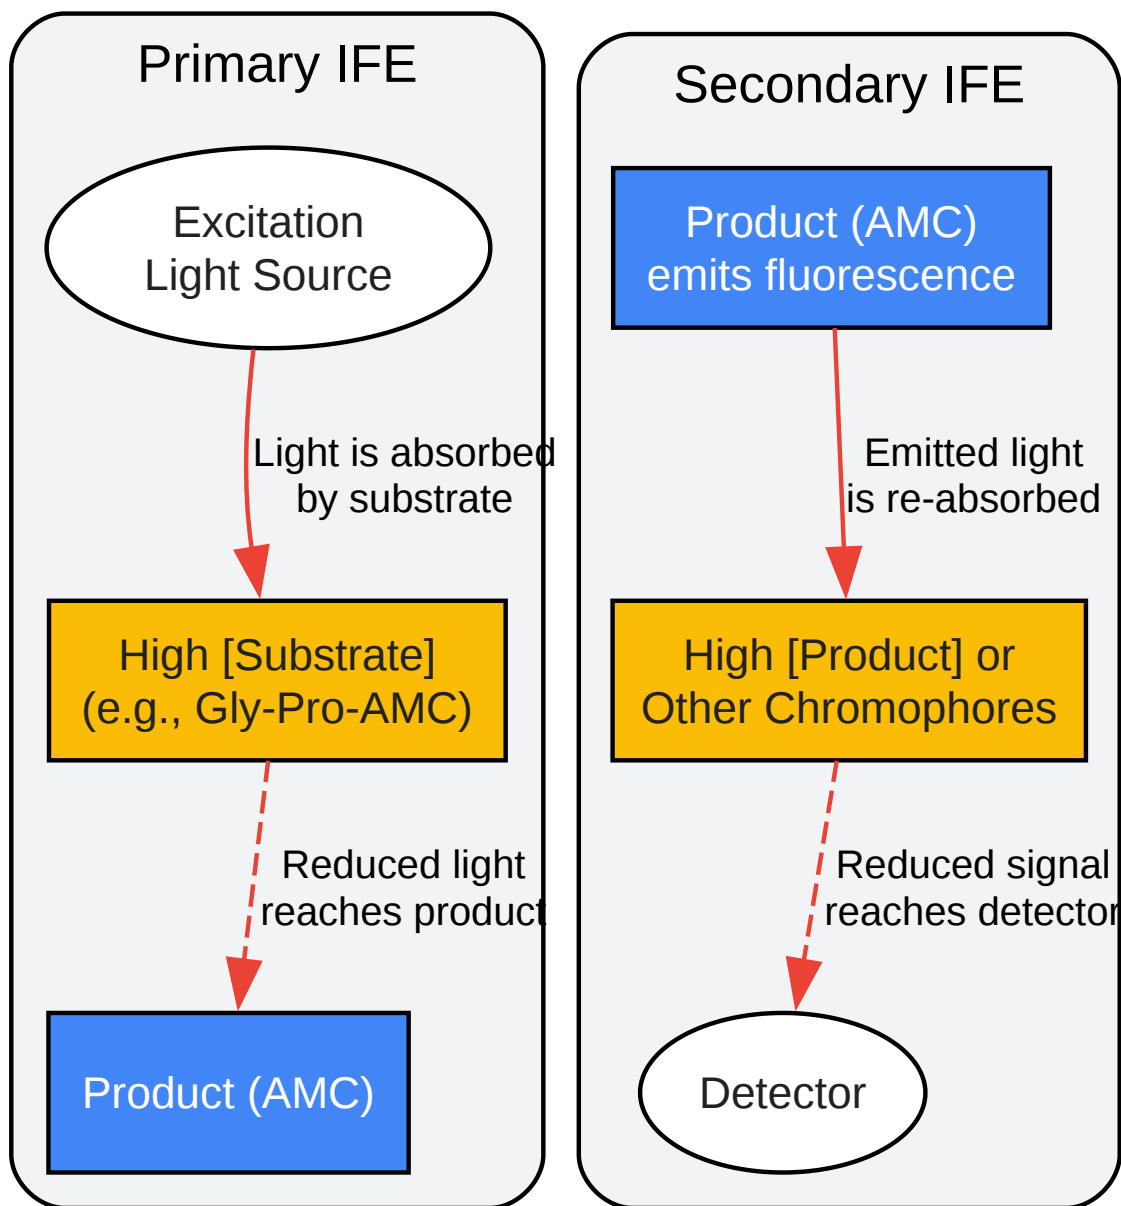 Primary IFE
Excitation
Light Source
Light is absorbed
by substrate
High [Substrate]
(e.g., Gly-Pro-AMC)
Reduced light
reaches product
Product (AMC)
Secondary IFE
Product (AMC)
emits fluorescence
Emitted light
is re-absorbed
High [Product] or
Other Chromophores
Reduced signal
reaches detector
Detector